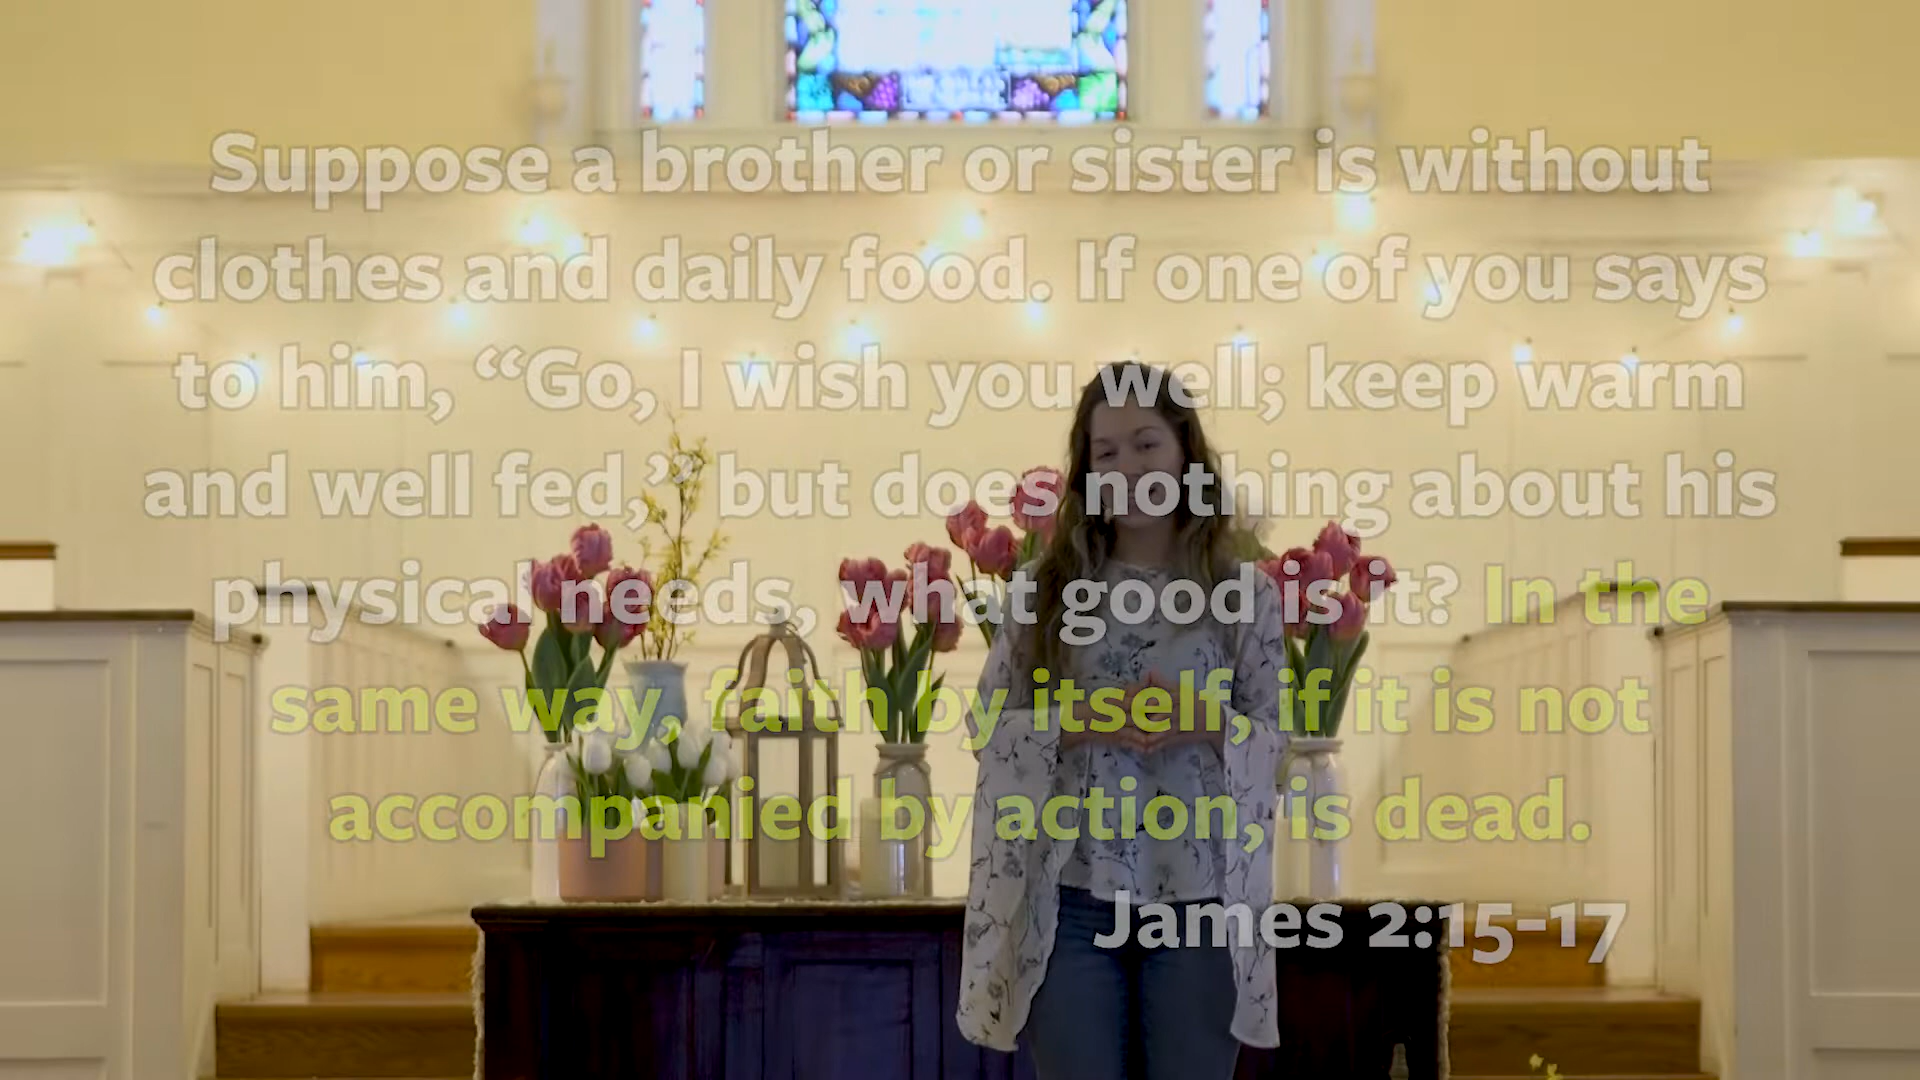 Suppose a brother or sister is without
clothes and daily food. If one of you says
to him, “Go, I wish you well; keep warm
and well fed,” but does nothing about his
physical needs, what good is it? In the
same way, faith by itself, if it is not
accompanied by action, is dead.
James 2:15-17